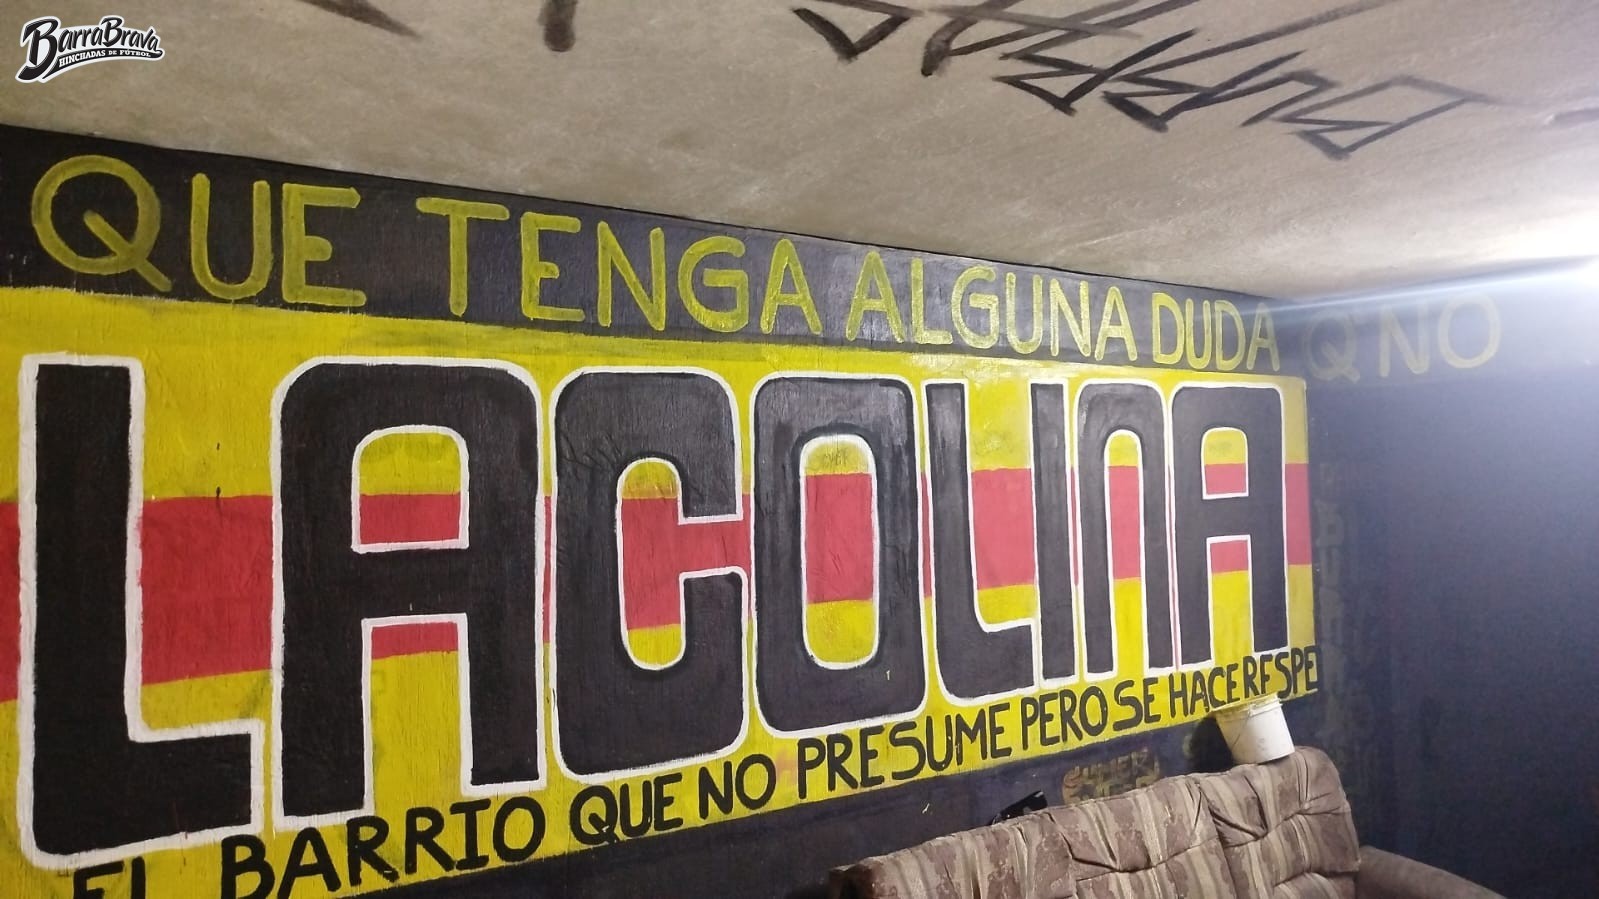 BarraBrava
HINCHADAS DE FÚTBOL
QUE TENGA ALGUNA DUDA Q NO
LACOLINA
EL BARRIO QUE NO PRESUME PERO SE HACE RESPE